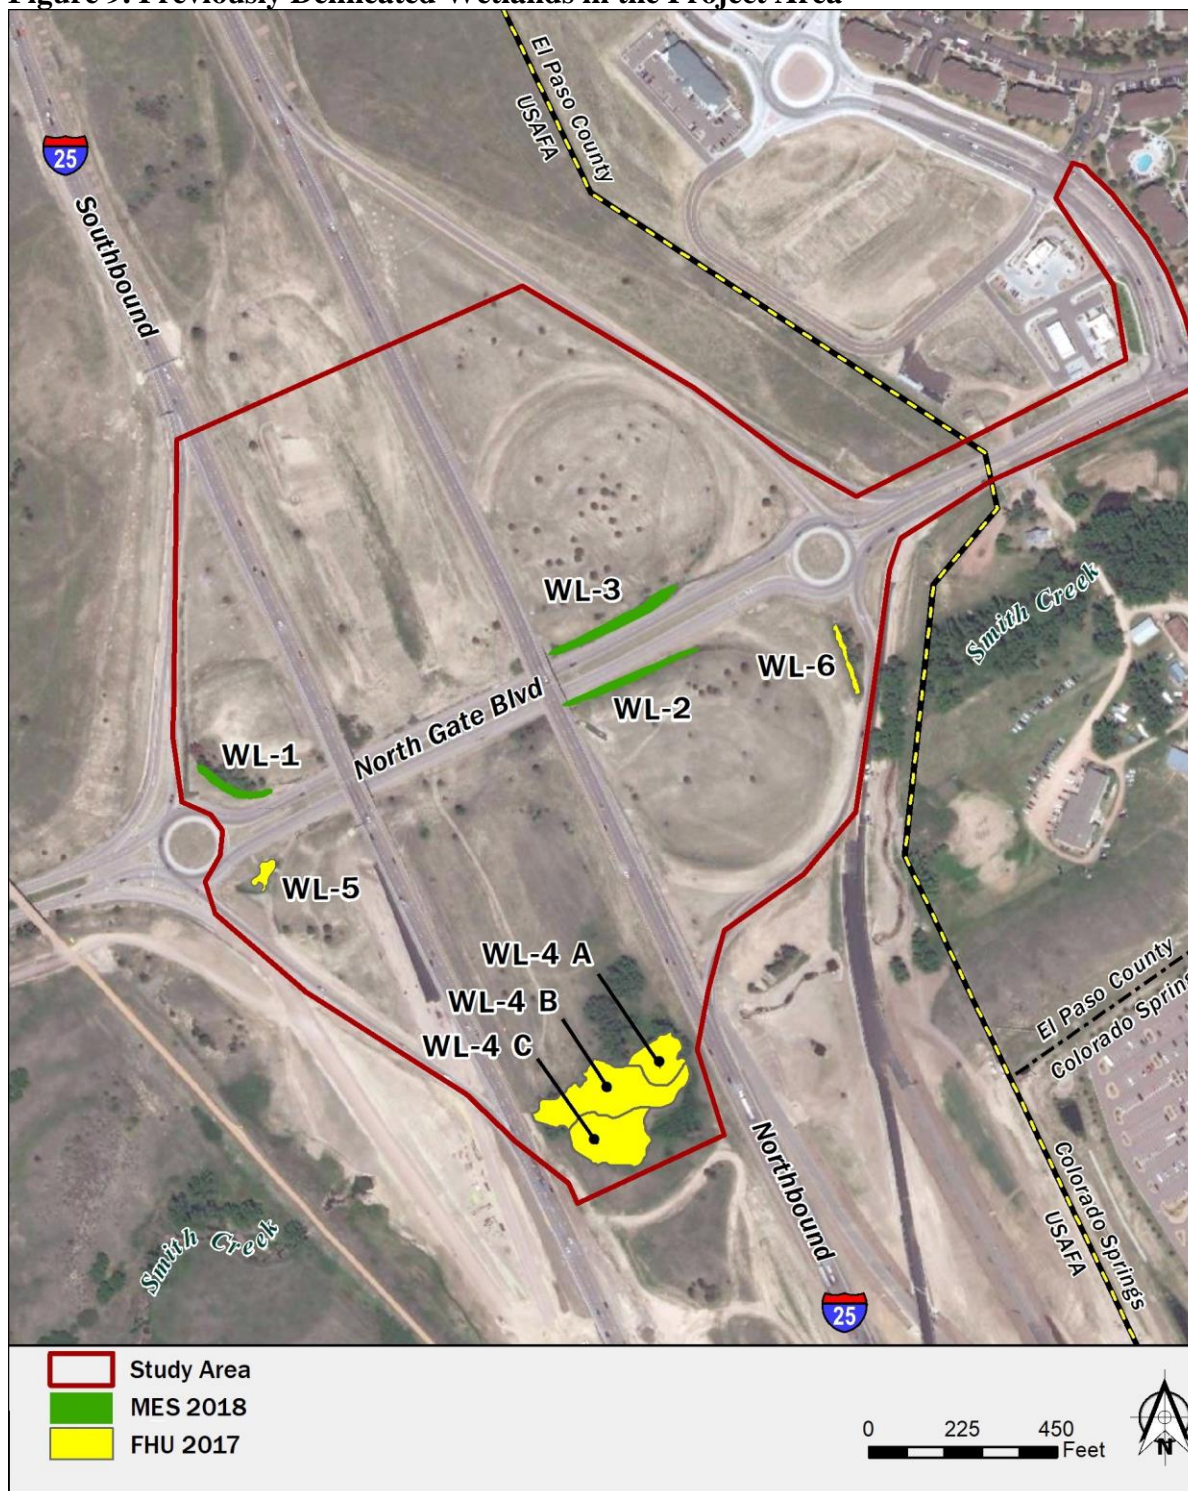 Figure 9. Previously Delineated Wetlands in the Project Area
El Paso County
USAFA
25
Southbound
Smith Creek
WL-3
WL-6
WL-2
North Gate Blvd
WL-1
WL-5
WL-4 A
WL-4 B
WL-4 C
El Paso County
Colorado Springs
Northbound
Colorado Springs
USAFA
Smith Creek
25
Study Area
MES 2018
FHU 2017
0 225 450
Feet
N